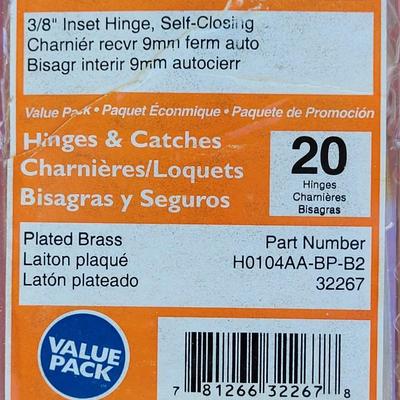 3/8" Inset Hinge, Self-Closing
Charniér recvr 9mm ferm auto
Bisagr interir 9mm autocierr
Value Pack • Paquet Éconmique • Paquete de Promoción
Hinges & Catches
Charnières/Loquets
Bisagras y Seguros
20
Hinges
Charnières
Bisagras
Plated Brass
Laiton plaqué
Latón plateado
Part Number
H0104AA-BP-B2
32267
VALUE
PACK
7 81266 32267 8